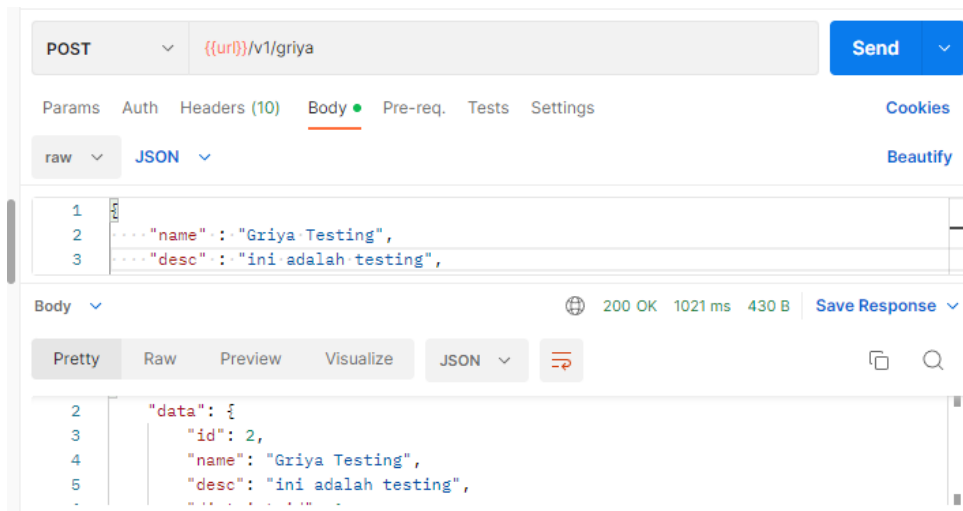 POST {{url}}/v1/griya Send
Params Auth Headers (10) Body Pre-req. Tests Settings Cookies
raw JSON Beautify
1 {
2 "name" : "Griya Testing",
3 "desc" : "ini adalah testing",
Body 200 OK 1021 ms 430 B Save Response
Pretty Raw Preview Visualize JSON
2 "data": {
3 "id": 2,
4 "name": "Griya Testing",
5 "desc": "ini adalah testing",